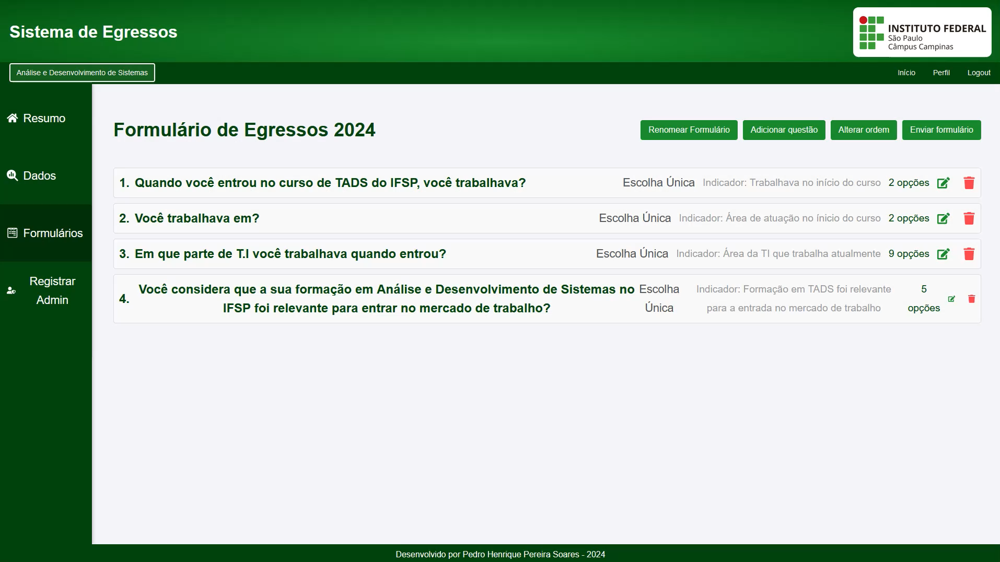 Sistema de Egressos
INSTITUTO FEDERAL
São Paulo
Câmpus Campinas
Análise e Desenvolvimento de Sistemas
Início Perfil Logout
Resumo
Dados
Formulários
Registrar
Admin
Formulário de Egressos 2024
Renomear Formulário Adicionar questão Alterar ordem Enviar formulário
1. Quando você entrou no curso de TADS do IFSP, você trabalhava? Escolha Única Indicador: Trabalhava no início do curso 2 opções
2. Você trabalhava em? Escolha Única Indicador: Área de atuação no ínicio do curso 2 opções
3. Em que parte de T.I você trabalhava quando entrou? Escolha Única Indicador: Área da TI que trabalha atualmente 9 opções
4. Você considera que a sua formação em Análise e Desenvolvimento de Sistemas no Escolha Indicador: Formação em TADS foi relevante 5
IFSP foi relevante para entrar no mercado de trabalho? Única para a entrada no mercado de trabalho opções
Desenvolvido por Pedro Henrique Pereira Soares - 2024